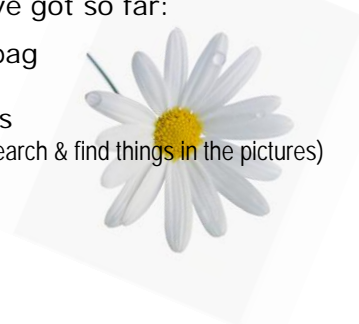 ve got so far:
bag
s
earch & find things in the pictures)